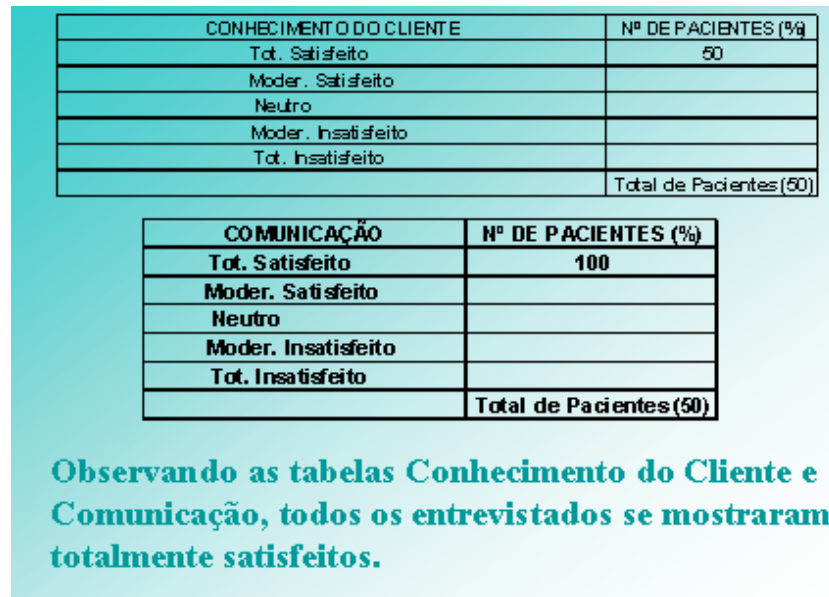 CONHECIMENTO DO CLIENTE Nº DE PACIENTES (%)
Tot. Satisfeito 50
Moder. Satisfeito
Neutro
Moder. Insatisfeito
Tot. Insatisfeito
Total de Pacientes (50)
COMUNICAÇÃO Nº DE PACIENTES (%)
Tot. Satisfeito 100
Moder. Satisfeito
Neutro
Moder. Insatisfeito
Tot. Insatisfeito
Total de Pacientes (50)
Observando as tabelas Conhecimento do Cliente e
Comunicação, todos os entrevistados se mostraram
totalmente satisfeitos.